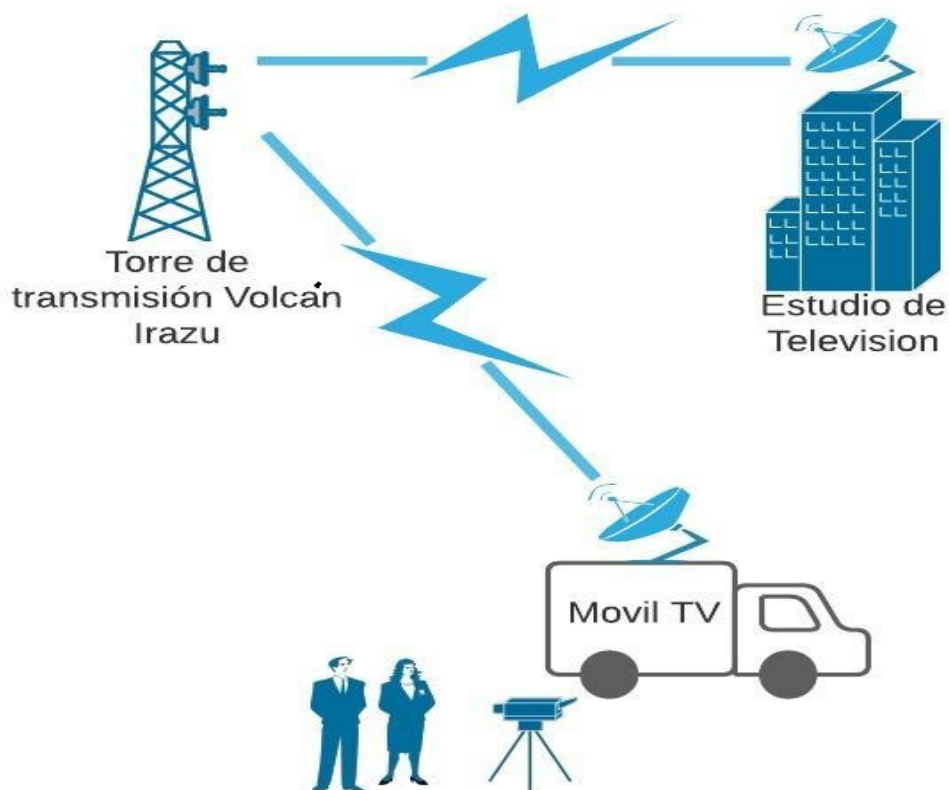 Torre de
transmisión Volcán
Irazu
Estudio de
Television
Movil TV